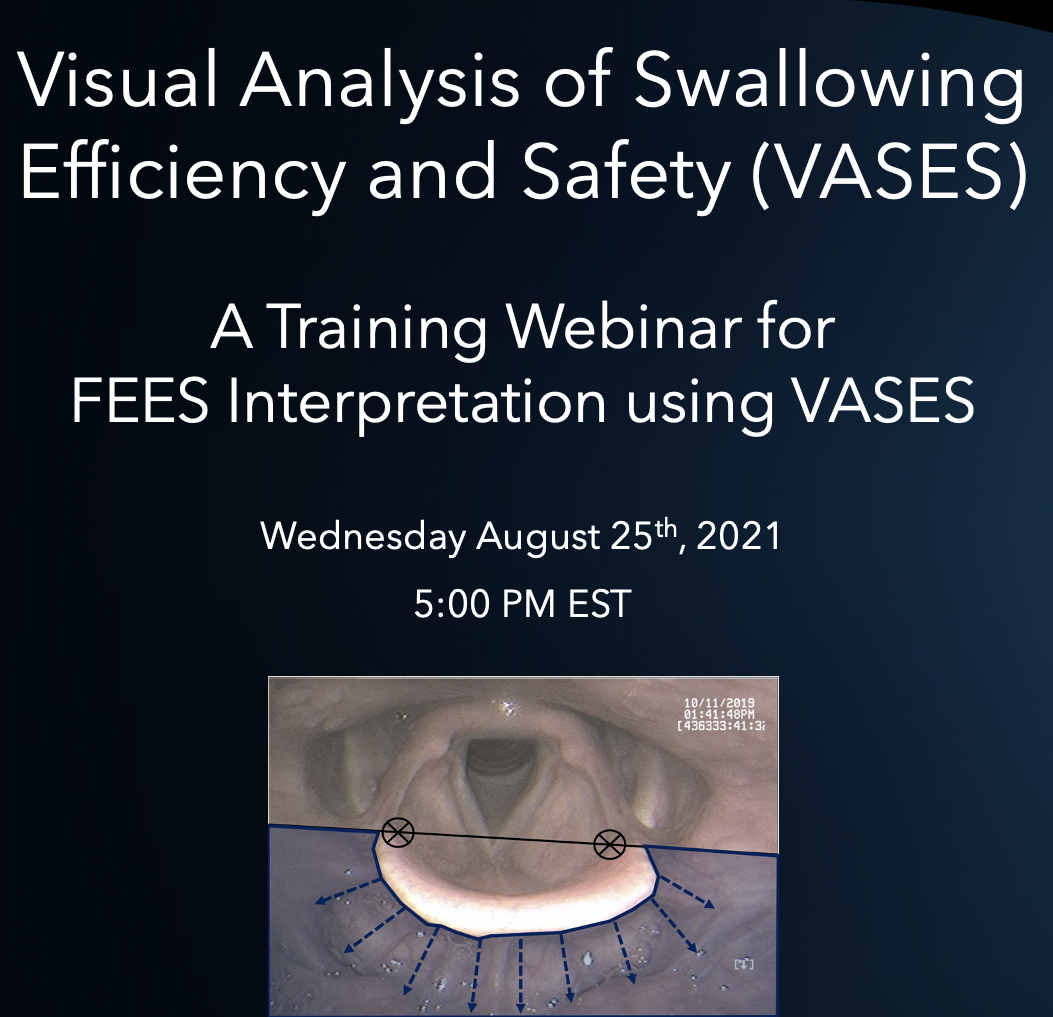 Visual Analysis of Swallowing
Efficiency and Safety (VASES)
A Training Webinar for
FEES Interpretation using VASES
Wednesday August 25th, 2021
5:00 PM EST
10/11/2019
01:41:48PM